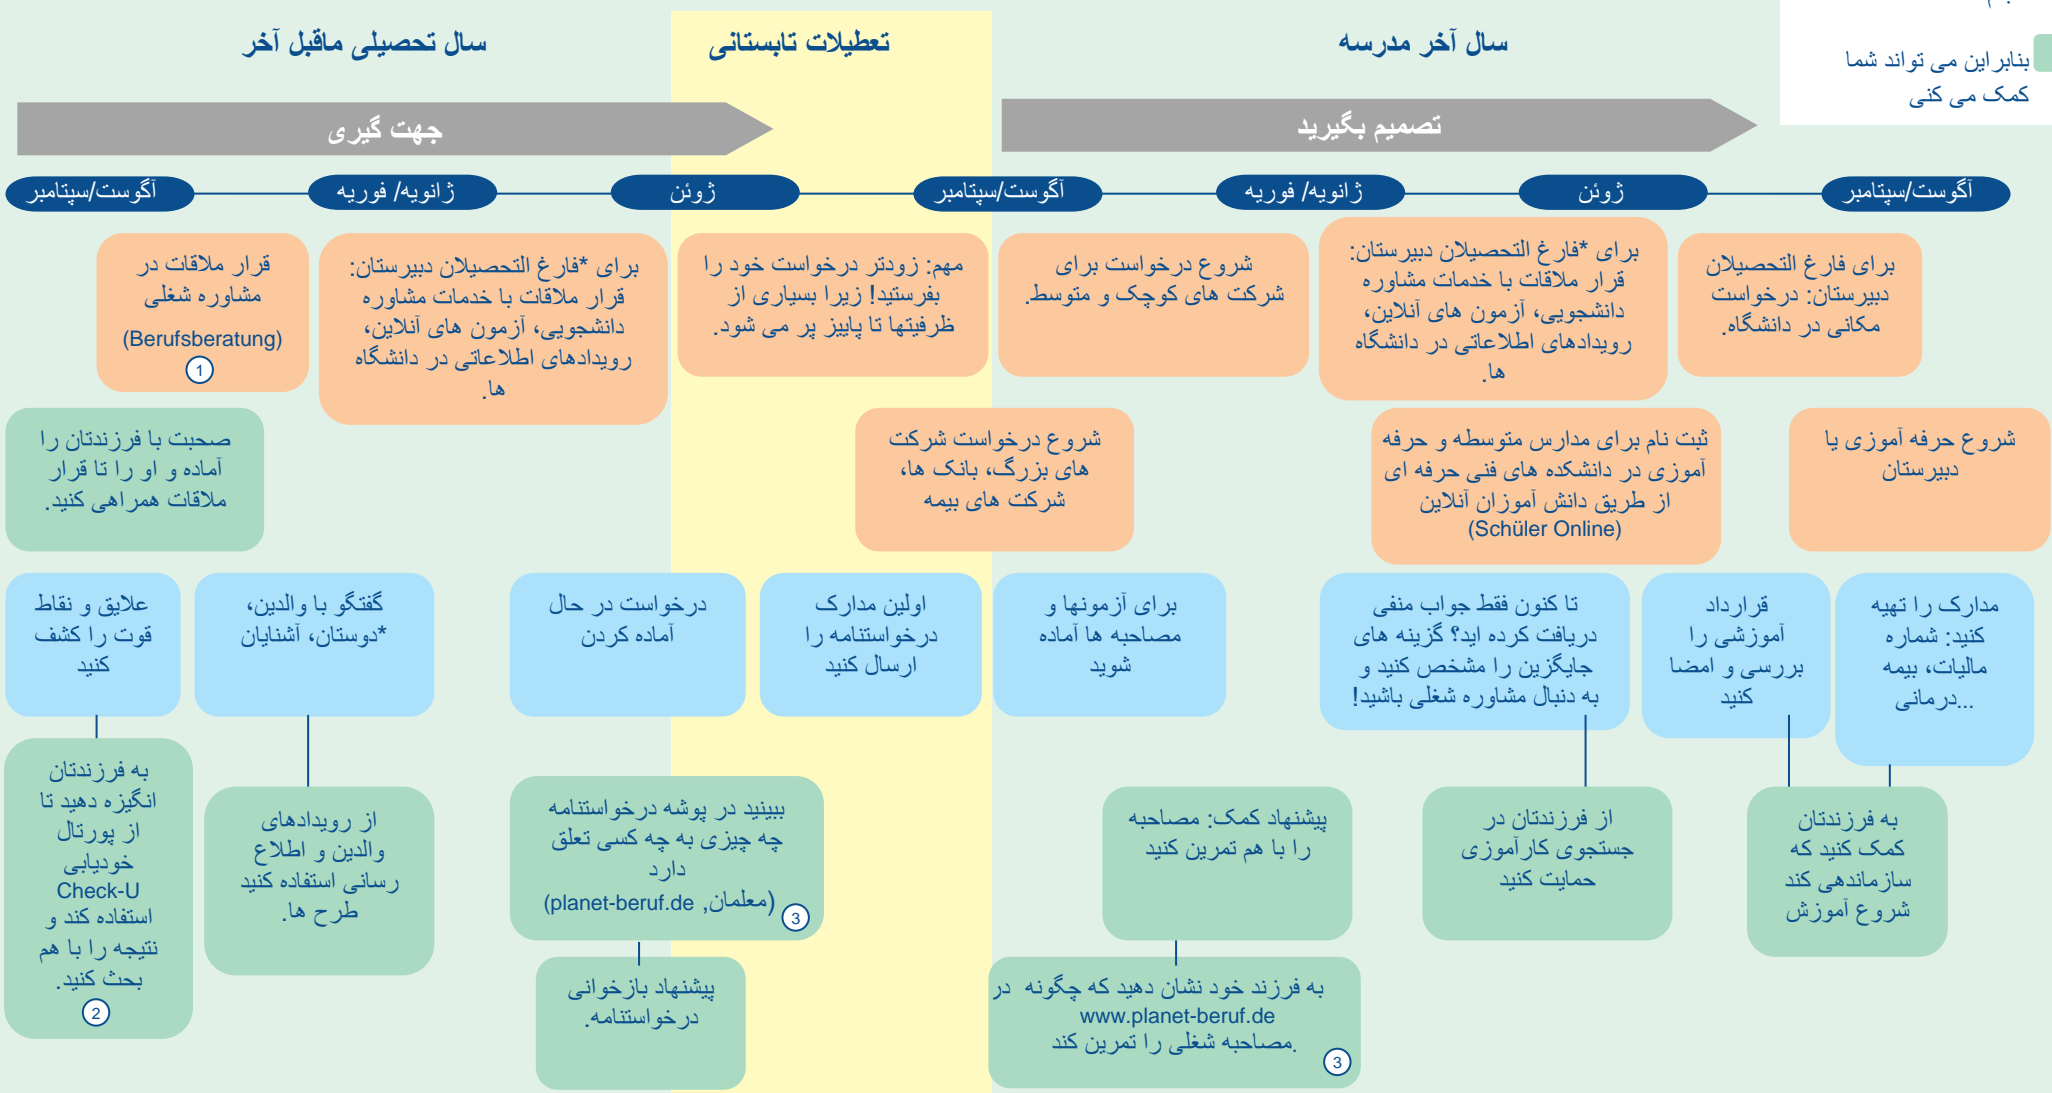 سال تحصیلی ماقبل آخر
تعطیلات تابستانی
سال آخر مدرسه
بنابراین می تواند شما
کمک می کنی
جهت گیری
تصمیم بگیرید
آگوست/سپتامبر
ژانویه/ فوریه
ژوئن
آگوست/سپتامبر
ژانویه/ فوریه
ژوئن
آگوست/سپتامبر
قرار ملاقات در
مشاوره شغلی
(Berufsberatung)
1
برای *فارغ التحصیلان دبیرستان:
قرار ملاقات با خدمات مشاوره
دانشجویی، آزمون های آنلاین،
رویدادهای اطلاعاتی در دانشگاه
ها.
مهم: زودتر درخواست خود را
بفرستید! زیرا بسیاری از
ظرفیتها تا پاییز پر می شود.
شروع درخواست برای
شرکت های کوچک و متوسط.
برای *فارغ التحصیلان دبیرستان:
قرار ملاقات با خدمات مشاوره
دانشجویی، آزمون های آنلاین،
رویدادهای اطلاعاتی در دانشگاه
ها.
برای فارغ التحصیلان
دبیرستان: درخواست
مکانی در دانشگاه.
صحبت با فرزندتان را
آماده و او را تا قرار
ملاقات همراهی کنید.
شروع درخواست شرکت
های بزرگ، بانک ها،
شرکت های بیمه
ثبت نام برای مدارس متوسطه و حرفه
آموزی در دانشکده های فنی حرفه ای
از طریق دانش آموزان آنلاین
(Schüler Online)
شروع حرفه آموزی یا
دبیرستان
علایق و نقاط
قوت را کشف
کنید
گفتگو با والدین،
*دوستان، آشنایان
درخواست در حال
آماده کردن
اولین مدارک
درخواستنامه را
ارسال کنید
برای آزمونها و
مصاحبه ها آماده
شوید
تا کنون فقط جواب منفی
دریافت کرده اید؟ گزینه های
جایگزین را مشخص کنید و
به دنبال مشاوره شغلی باشید!
قرارداد
آموزشی را
بررسی و امضا
کنید
مدارک را تهیه
کنید: شماره
مالیات، بیمه
درمانی...
به فرزندتان
انگیزه دهید تا
از پورتال
خودیابی
Check-U
استفاده کند و
نتیجه را با هم
بحث کنید.
2
از رویدادهای
والدین و اطلاع
رسانی استفاده کنید
طرح ها.
ببینید در پوشه درخواستنامه
چه چیزی به چه کسی تعلق
دارد
(معلمان, planet-beruf.de)
3
پیشنهاد کمک: مصاحبه
را با هم تمرین کنید
از فرزندتان در
جستجوی کارآموزی
حمایت کنید
به فرزندتان
کمک کنید که
سازماندهی کند
شروع آموزش
پیشنهاد بازخوانی
درخواستنامه.
به فرزند خود نشان دهید که چگونه در
www.planet-beruf.de
مصاحبه شغلی را تمرین کند.
3